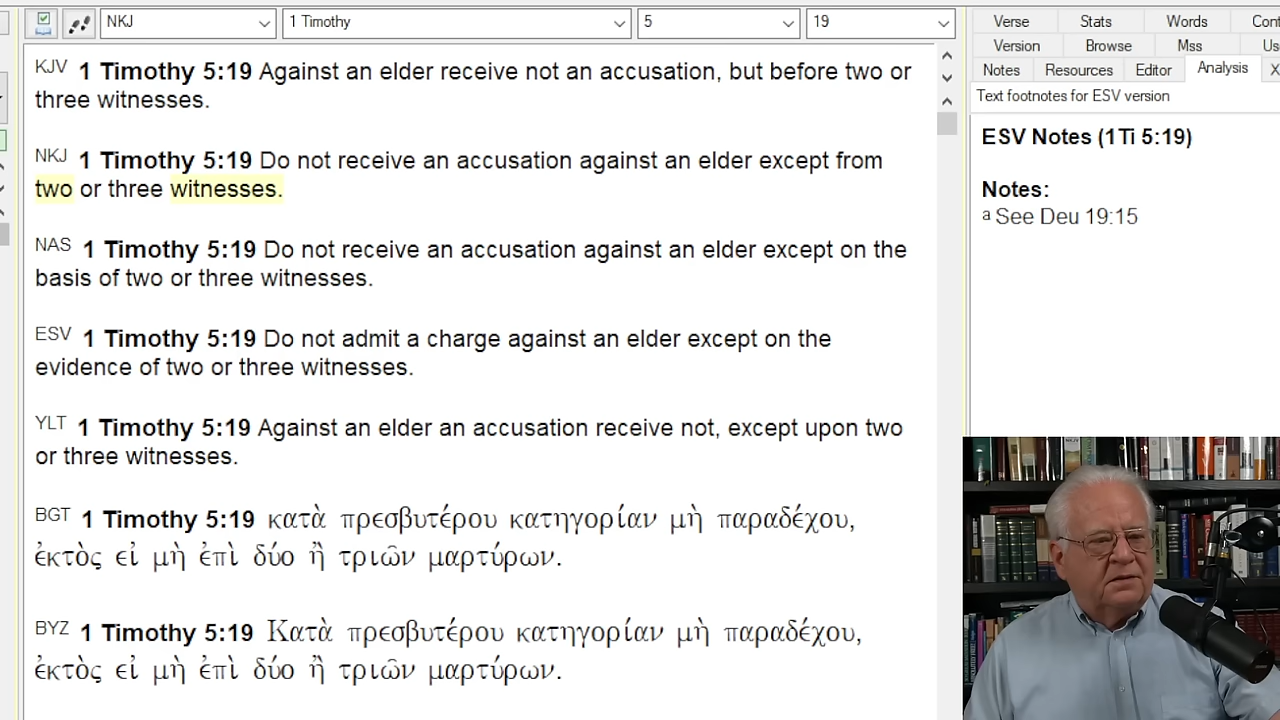 NKJ 1 Timothy 5 19
KJV 1 Timothy 5:19 Against an elder receive not an accusation, but before two or
three witnesses.
NKJ 1 Timothy 5:19 Do not receive an accusation against an elder except from
two or three witnesses.
NAS 1 Timothy 5:19 Do not receive an accusation against an elder except on the
basis of two or three witnesses.
ESV 1 Timothy 5:19 Do not admit a charge against an elder except on the
evidence of two or three witnesses.
YLT 1 Timothy 5:19 Against an elder an accusation receive not, except upon two
or three witnesses.
BGT 1 Timothy 5:19 κατὰ πρεσβυτέρου κατηγορίαν μὴ παραδέχου,
ἐκτὸς εἰ μὴ ἐπὶ δύο ἢ τριῶν μαρτύρων.
BYZ 1 Timothy 5:19 Κατὰ πρεσβυτέρου κατηγορίαν μὴ παραδέχου,
ἐκτὸς εἰ μὴ ἐπὶ δύο ἢ τριῶν μαρτύρων.
Verse Stats Words
Version Browse Mss
Notes Resources Editor Analysis X
Text footnotes for ESV version
ESV Notes (1Ti 5:19)
Notes:
a See Deu 19:15